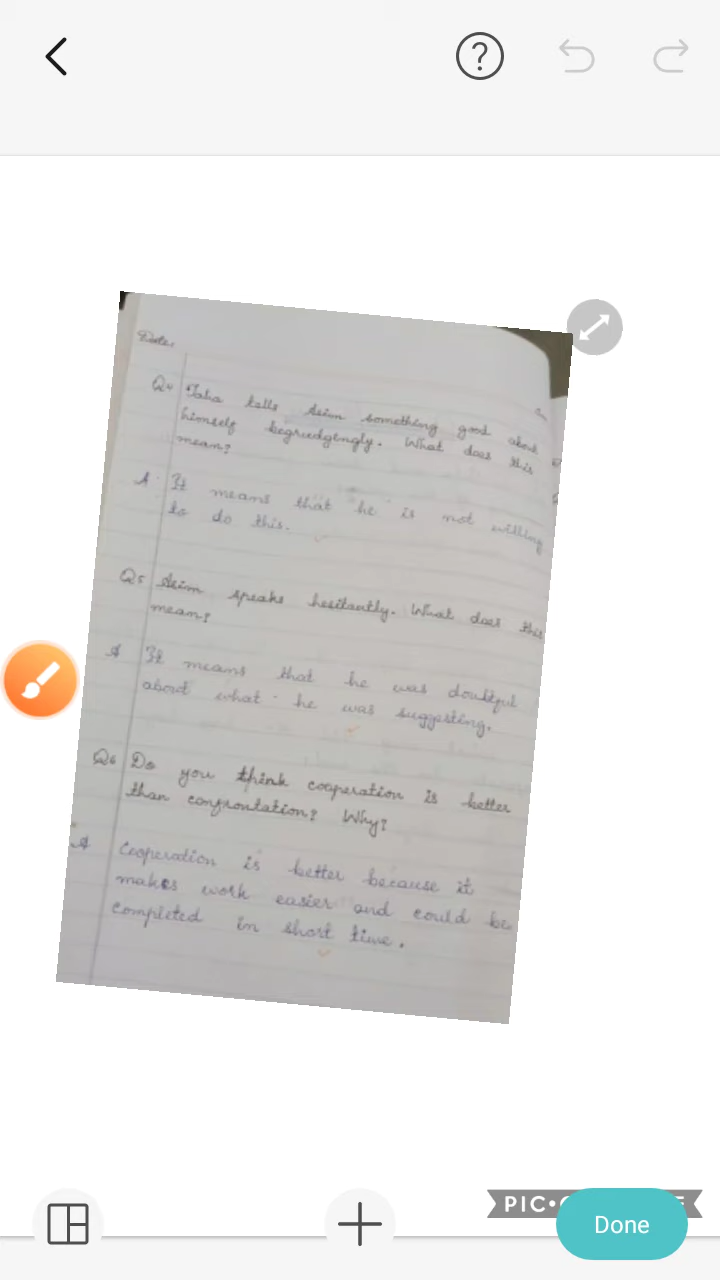 Date,
Q4 Taha tells Asim something good about
himself begrudgingly. What does this
mean?
A. It means that he is not willing
to do this.
Q5 Asim speaks hesitantly. What does this
mean?
A It means that he was doubtful
about what he was suggesting.
Q6 Do you think cooperation is better
than confrontation? Why?
A Cooperation is better because it
makes work easier and could be
completed in short time.
PIC
Done